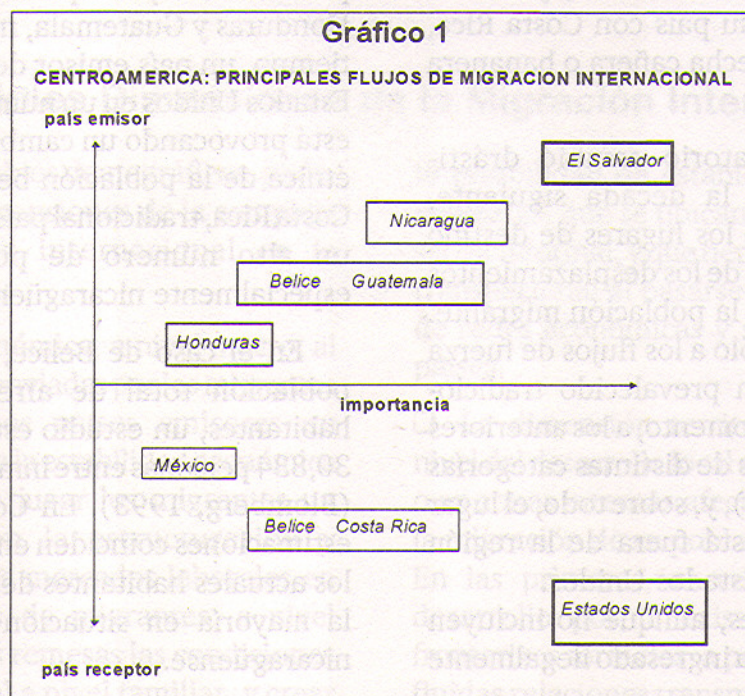 Gráfico 1
CENTROAMERICA: PRINCIPALES FLUJOS DE MIGRACION INTERNACIONAL
país emisor
El Salvador
Nicaragua
Belice Guatemala
Honduras
importancia
México
Belice Costa Rica
Estados Unidos
país receptor